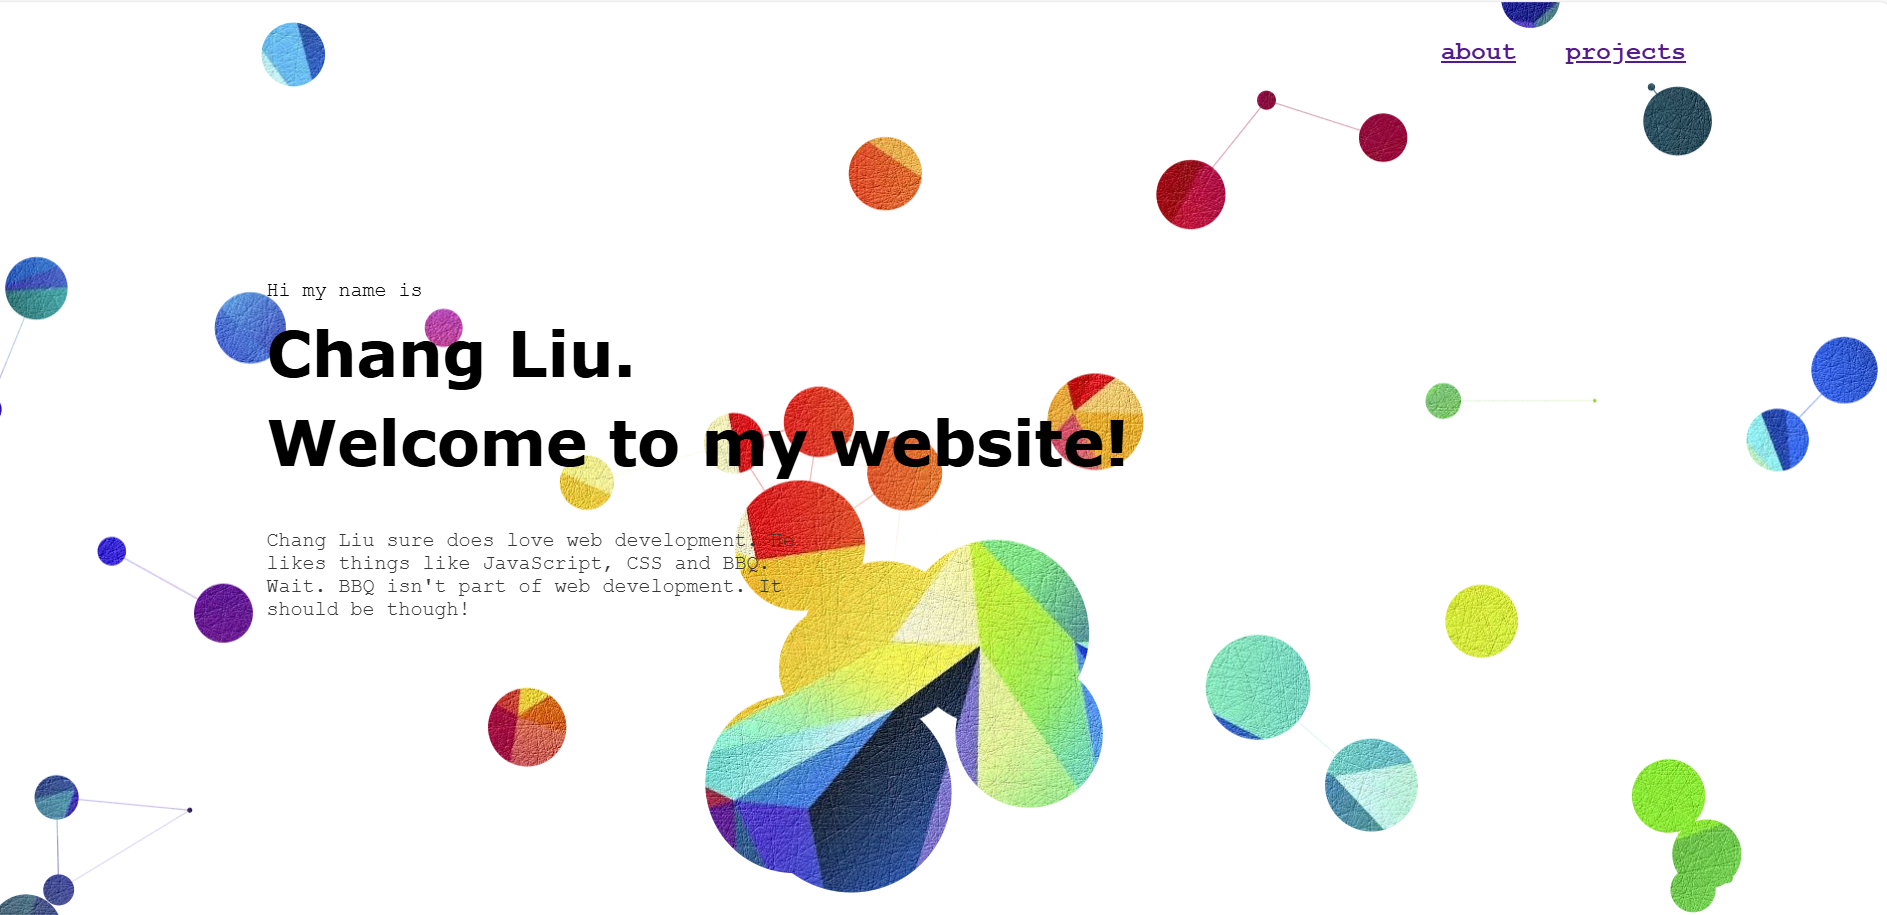 about projects
Hi my name is
Chang Liu.
Welcome to my website!
Chang Liu sure does love web development. He
likes things like JavaScript, CSS and BBQ.
Wait. BBQ isn't part of web development. It
should be though!